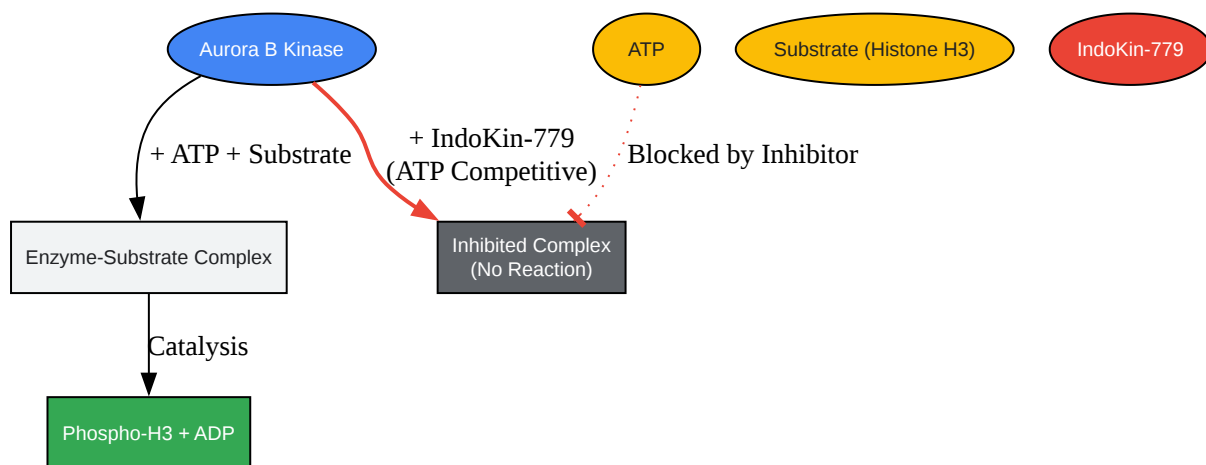 Aurora B Kinase
ATP
Substrate (Histone H3)
IndoKin-779
+ ATP + Substrate
+ IndoKin-779
(ATP Competitive)
Blocked by Inhibitor
Enzyme-Substrate Complex
Inhibited Complex
(No Reaction)
Catalysis
Phospho-H3 + ADP